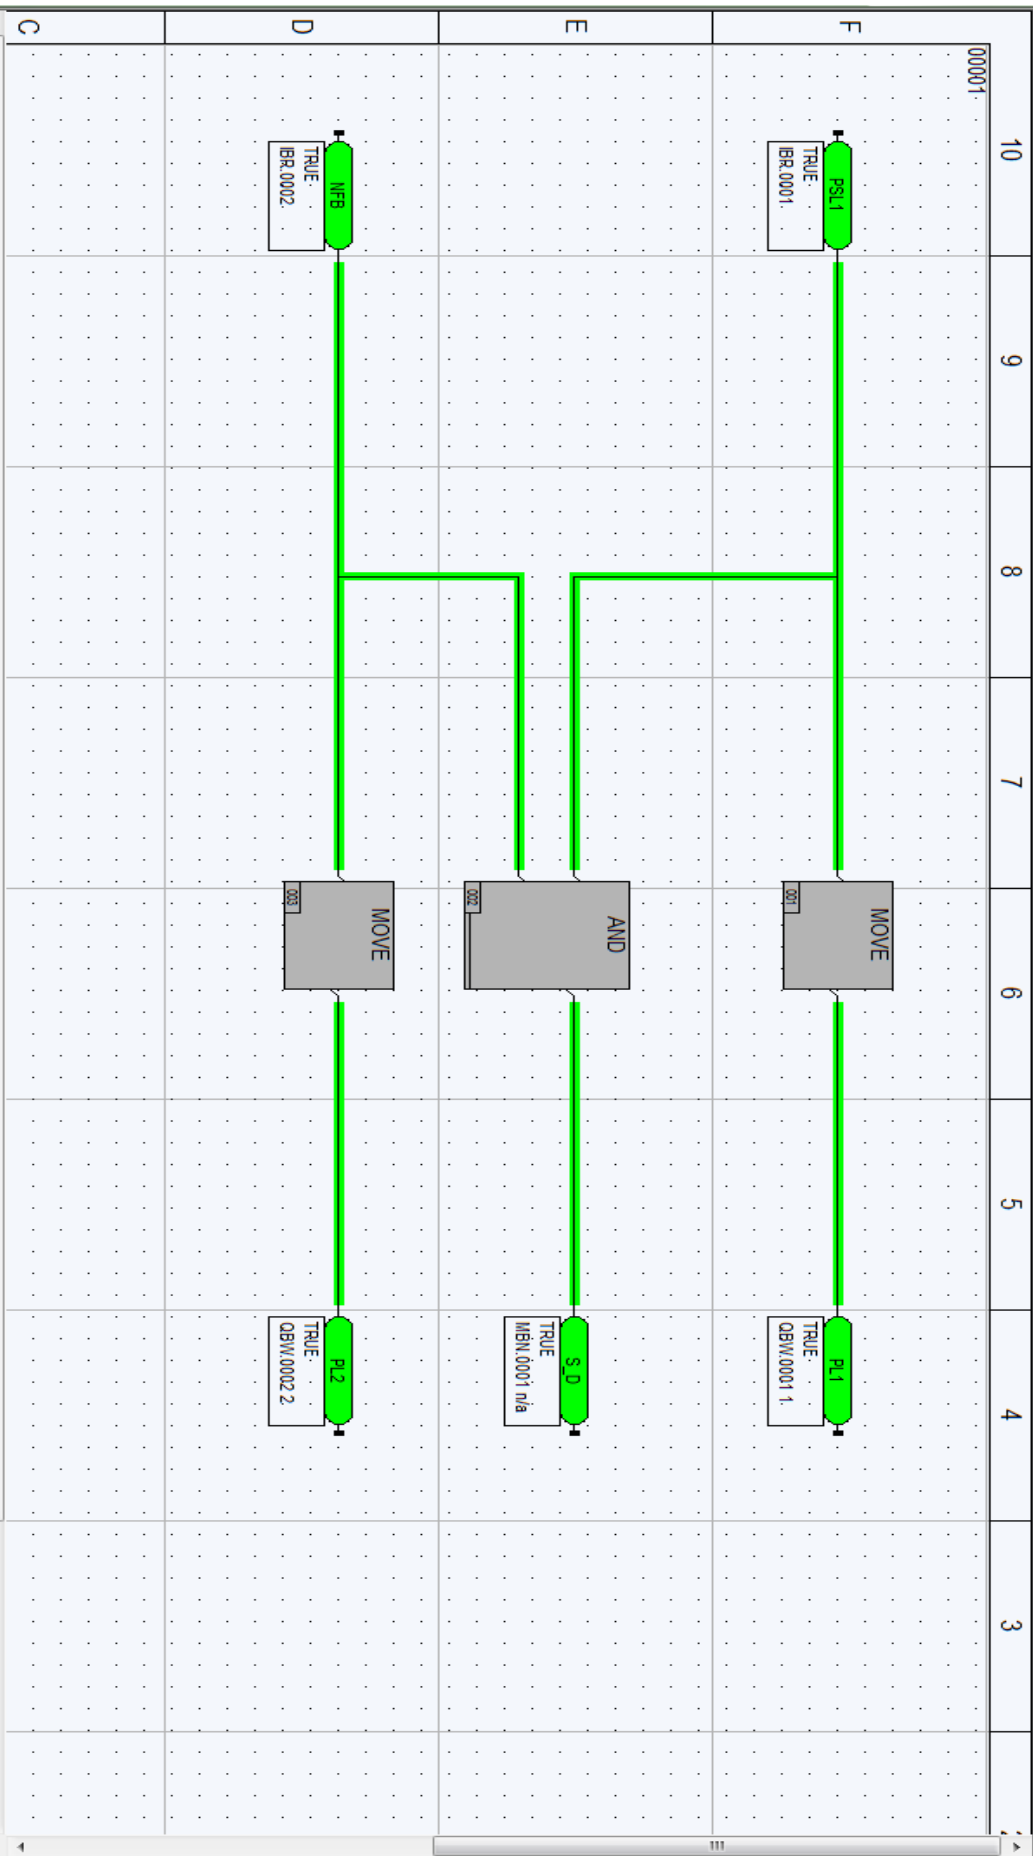 10 9 8 7 6 5 4 3
00001
F
PSL1
TRUE
IBR.0001
MOVE
001
PL1
TRUE
QBW.0001 1
E
AND
002
S_D
TRUE
MBN.0001 n/a
D
NFB
TRUE
IBR.0002
MOVE
003
PL2
TRUE
QBW.0002 2
C